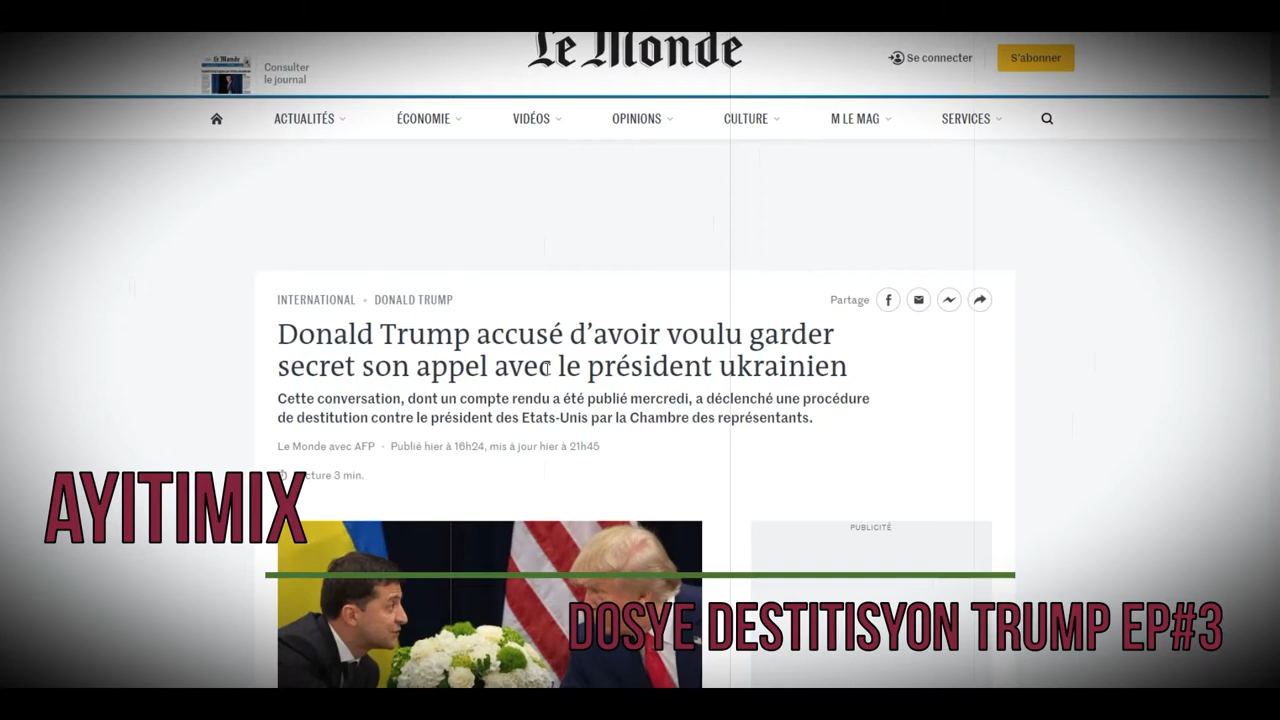 Le Monde
Consulter
le journal
Se connecter
S'abonner
ACTUALITÉS
ÉCONOMIE
VIDÉOS
OPINIONS
CULTURE
M LE MAG
SERVICES
INTERNATIONAL • DONALD TRUMP
Partage
Donald Trump accusé d'avoir voulu garder
secret son appel avec le président ukrainien
Cette conversation, dont un compte rendu a été publié mercredi, a déclenché une procédure
de destitution contre le président des Etats-Unis par la Chambre des représentants.
Le Monde avec AFP • Publié hier à 16h24, mis à jour hier à 21h45
3 min.
AYITIMIX
PUBLICITÉ
DOSYE DESTITISYON TRUMP EP#3